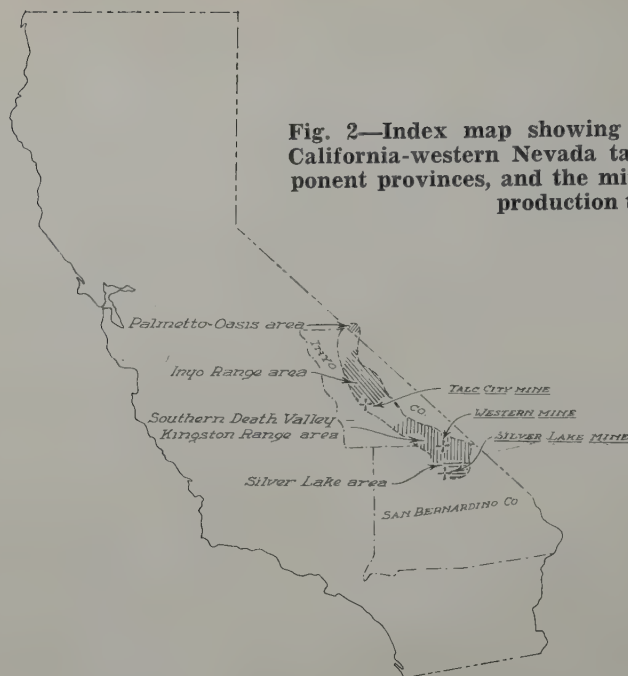 Fig. 2—Index map showing
California-western Nevada ta
ponent provinces, and the mi
production t
Palmetto-Oasis area
INYO
Inyo Range area
TALC CITY MINE
CO.
WESTERN MINE
Southern Death Valley-
Kingston Range area
SILVER LAKE MINE
Silver Lake area
SAN BERNARDINO CO